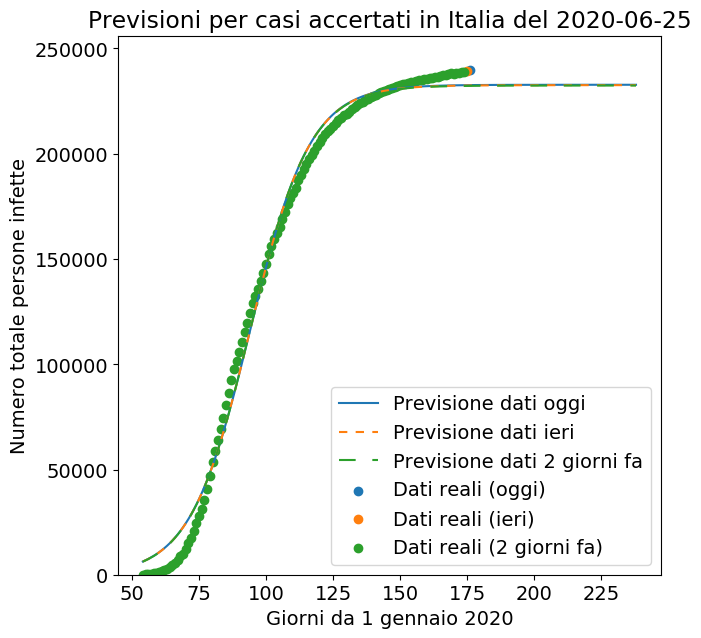 Previsioni per casi accertati in Italia del 2020-06-25
Numero totale persone infette
250000
200000
150000
100000
50000
0
50 75 100 125 150 175 200 225
Giorni da 1 gennaio 2020
Previsione dati oggi
Previsione dati ieri
Previsione dati 2 giorni fa
Dati reali (oggi)
Dati reali (ieri)
Dati reali (2 giorni fa)